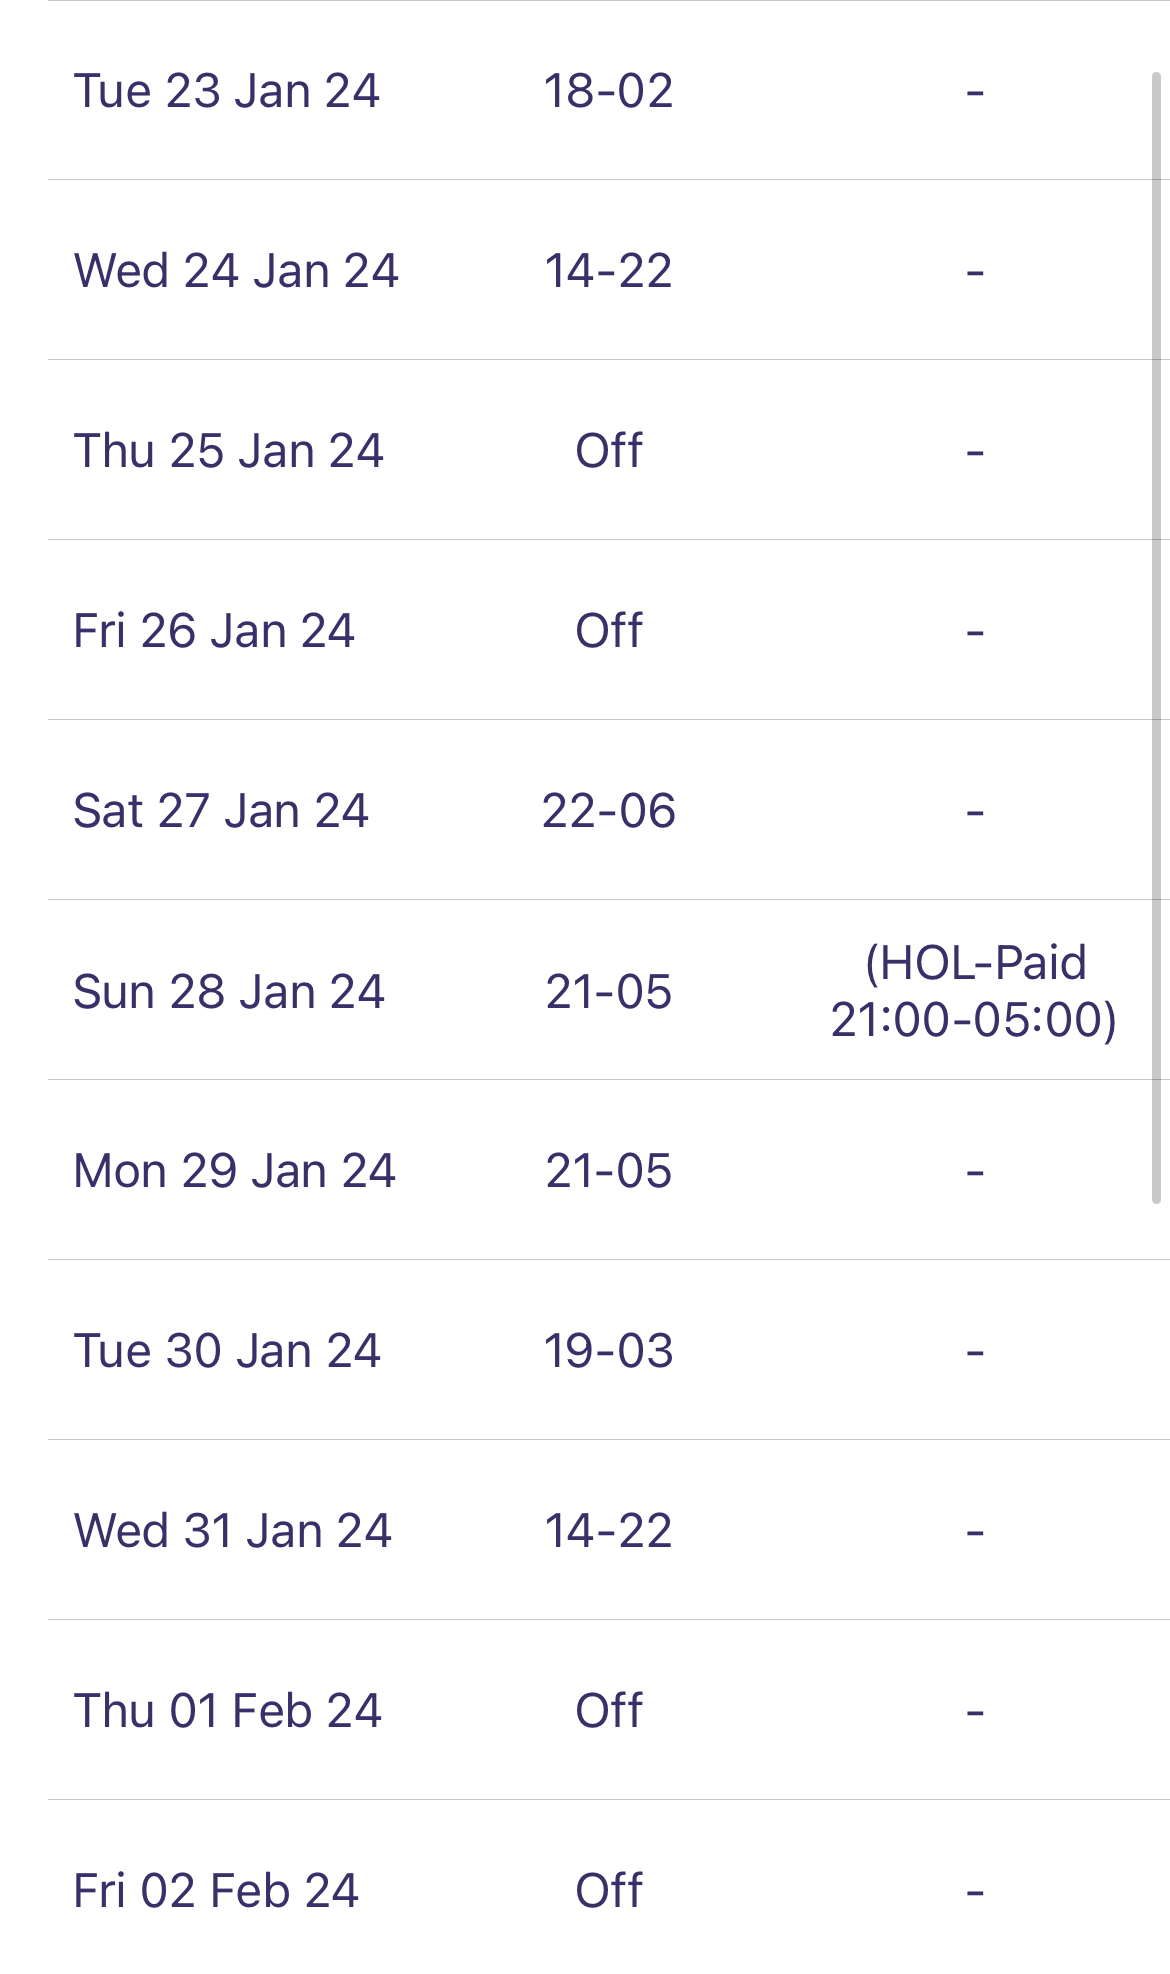 Tue 23 Jan 24 18-02 -
Wed 24 Jan 24 14-22 -
Thu 25 Jan 24 Off -
Fri 26 Jan 24 Off -
Sat 27 Jan 24 22-06 -
Sun 28 Jan 24 21-05 (HOL-Paid
21:00-05:00)
Mon 29 Jan 24 21-05 -
Tue 30 Jan 24 19-03 -
Wed 31 Jan 24 14-22 -
Thu 01 Feb 24 Off -
Fri 02 Feb 24 Off -